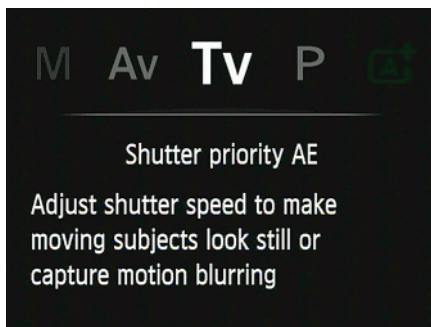 M Av Tv P A+
Shutter priority AE
Adjust shutter speed to make
moving subjects look still or
capture motion blurring